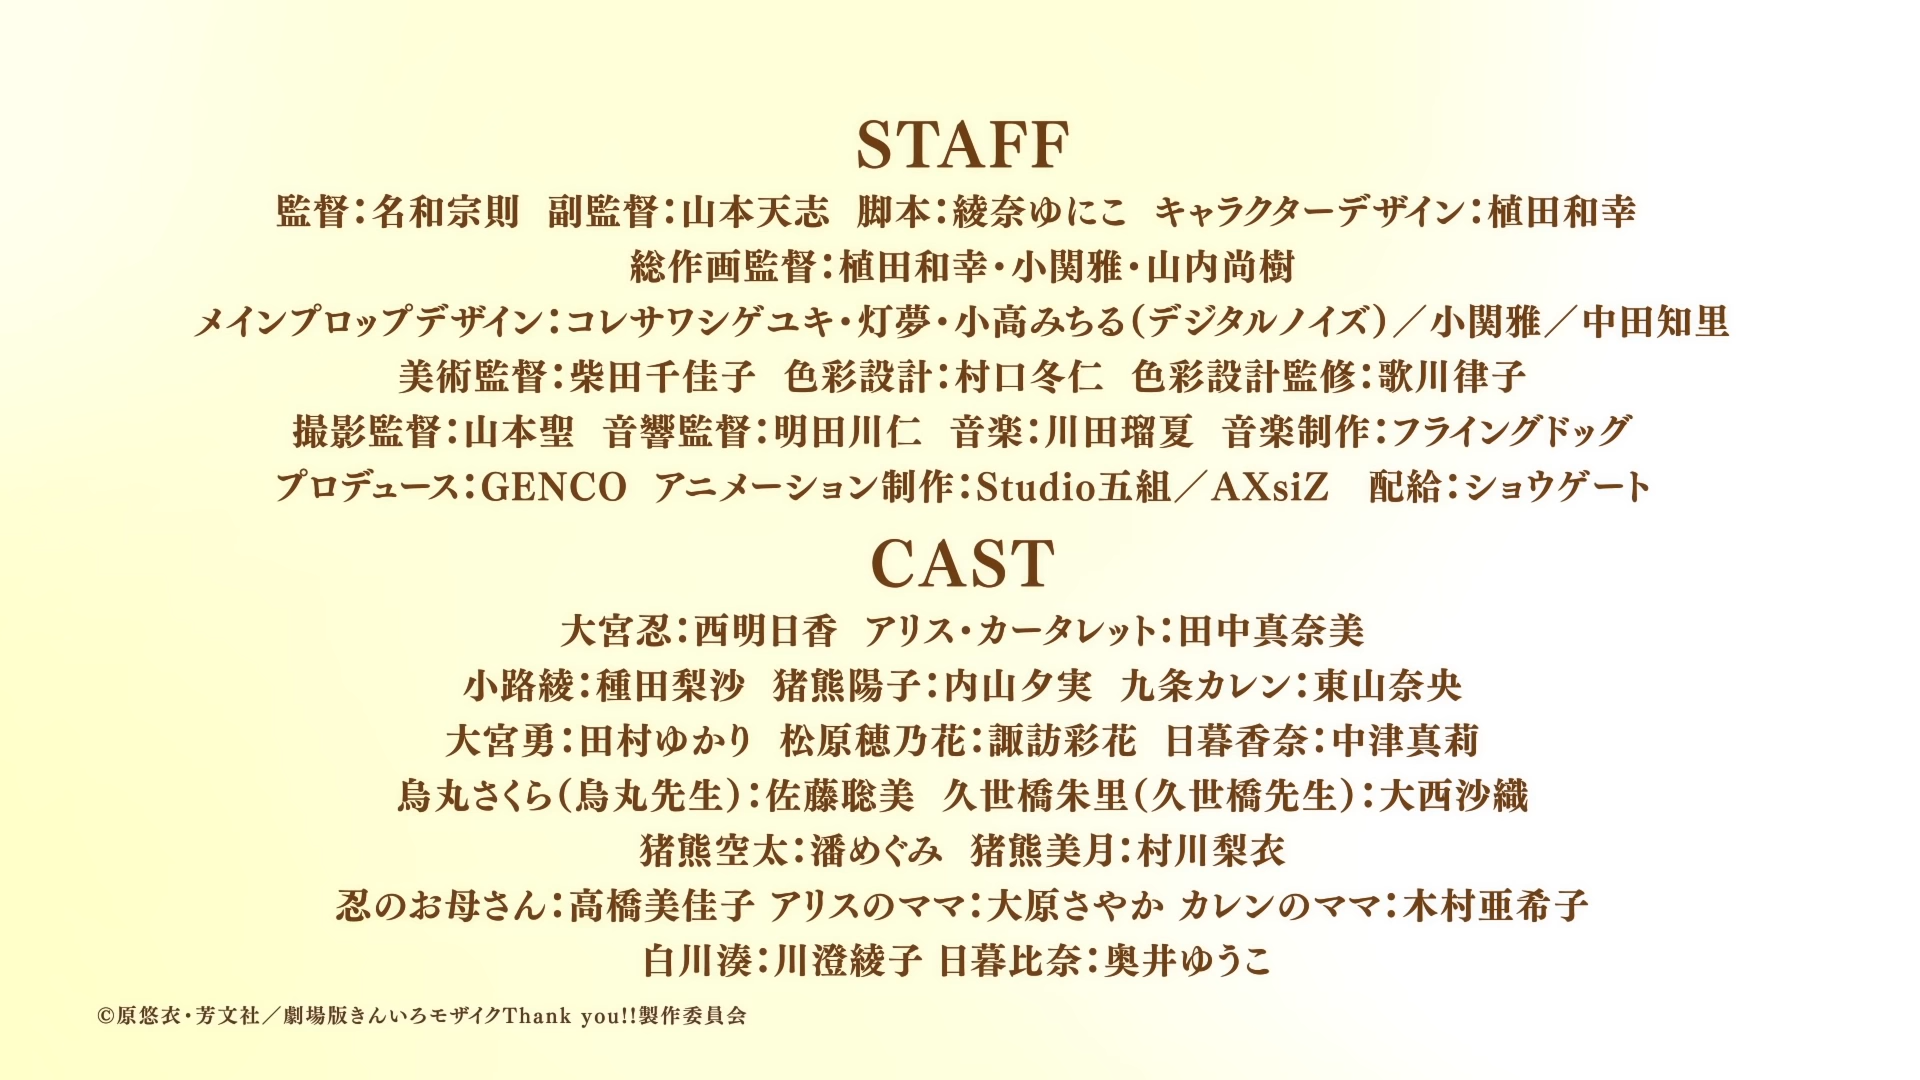 STAFF
監督：名和宗則　副監督：山本天志　脚本：綾奈ゆにこ　キャラクターデザイン：植田和幸
総作画監督：植田和幸・小関雅・山内尚樹
メインプロップデザイン：コレサワシゲユキ・灯夢・小高みちる（デジタルノイズ）／小関雅／中田知里
美術監督：柴田千佳子　色彩設計：村口冬仁　色彩設計監修：歌川律子
撮影監督：山本聖　音響監督：明田川仁　音楽：川田瑠夏　音楽制作：フライングドッグ
プロデュース：GENCO　アニメーション制作：Studio五組／AXsiZ　配給：ショウゲート
CAST
大宮忍：西明日香　アリス・カータレット：田中真奈美
小路綾：種田梨沙　猪熊陽子：内山夕実　九条カレン：東山奈央
大宮勇：田村ゆかり　松原穂乃花：諏訪彩花　日暮香奈：中津真莉
烏丸さくら（烏丸先生）：佐藤聡美　久世橋朱里（久世橋先生）：大西沙織
猪熊空太：潘めぐみ　猪熊美月：村川梨衣
忍のお母さん：高橋美佳子 アリスのママ：大原さやか カレンのママ：木村亜希子
白川湊：川澄綾子 日暮比奈：奥井ゆうこ
©原悠衣・芳文社／劇場版きんいろモザイクThank you!!製作委員会